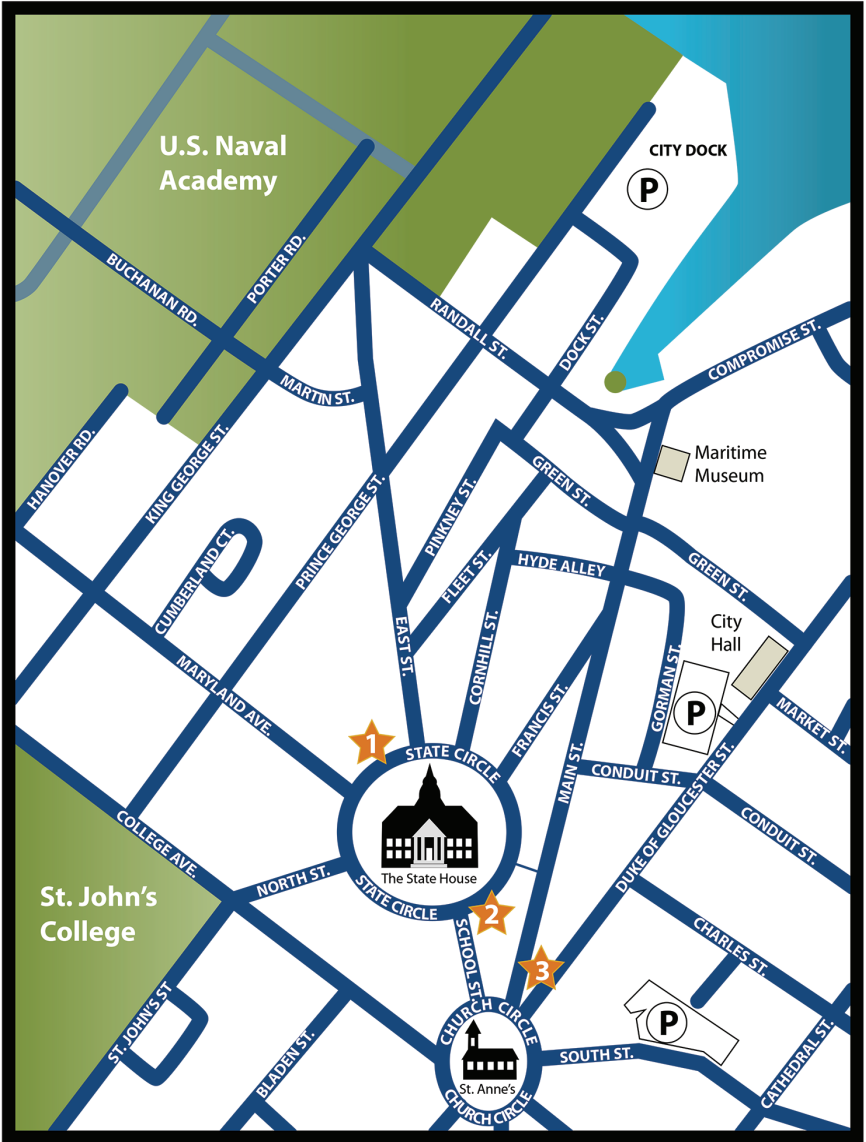 U.S. Naval
Academy
CITY DOCK
P
BUCHANAN RD.
PORTER RD.
RANDALL ST.
DOCK ST.
COMPROMISE ST.
MARTIN ST.
HANOVER RD.
KING GEORGE ST.
Maritime
Museum
PINKNEY ST.
GREEN ST.
PRINCE GEORGE ST.
CUMBERLAND CT.
FLEET ST.
HYDE ALLEY
GREEN ST.
EAST ST.
CORNHILL ST.
City
Hall
MARYLAND AVE.
FRANCIS ST.
GORMAN ST.
P
MARKET ST.
1
STATE CIRCLE
MAIN ST.
CONDUIT ST.
DUKE OF GLOUCESTER ST.
CONDUIT ST.
COLLEGE AVE.
The State House
NORTH ST.
STATE CIRCLE
2
St. John's
College
SCHOOL ST.
3
CHARLES ST.
ST. JOHN'S ST
CHURCH CIRCLE
P
BLADEN ST.
SOUTH ST.
CATHEDRAL ST.
St. Anne's
CHURCH CIRCLE